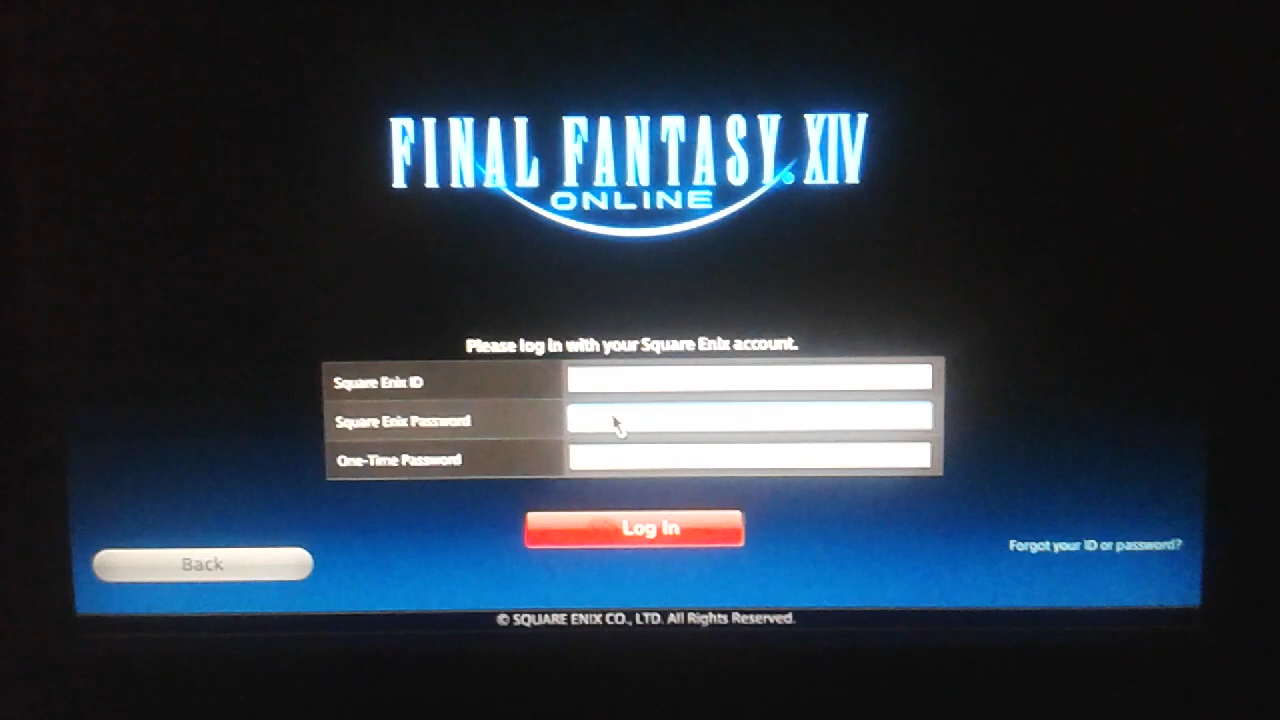 FINAL FANTASY. XIV
ONLINE
Please log in with your Square Enix account.
Square Enix ID
Square Enix Password
One-Time Password
Log In
Back
Forgot your ID or password?
© SQUARE ENIX CO., LTD. All Rights Reserved.